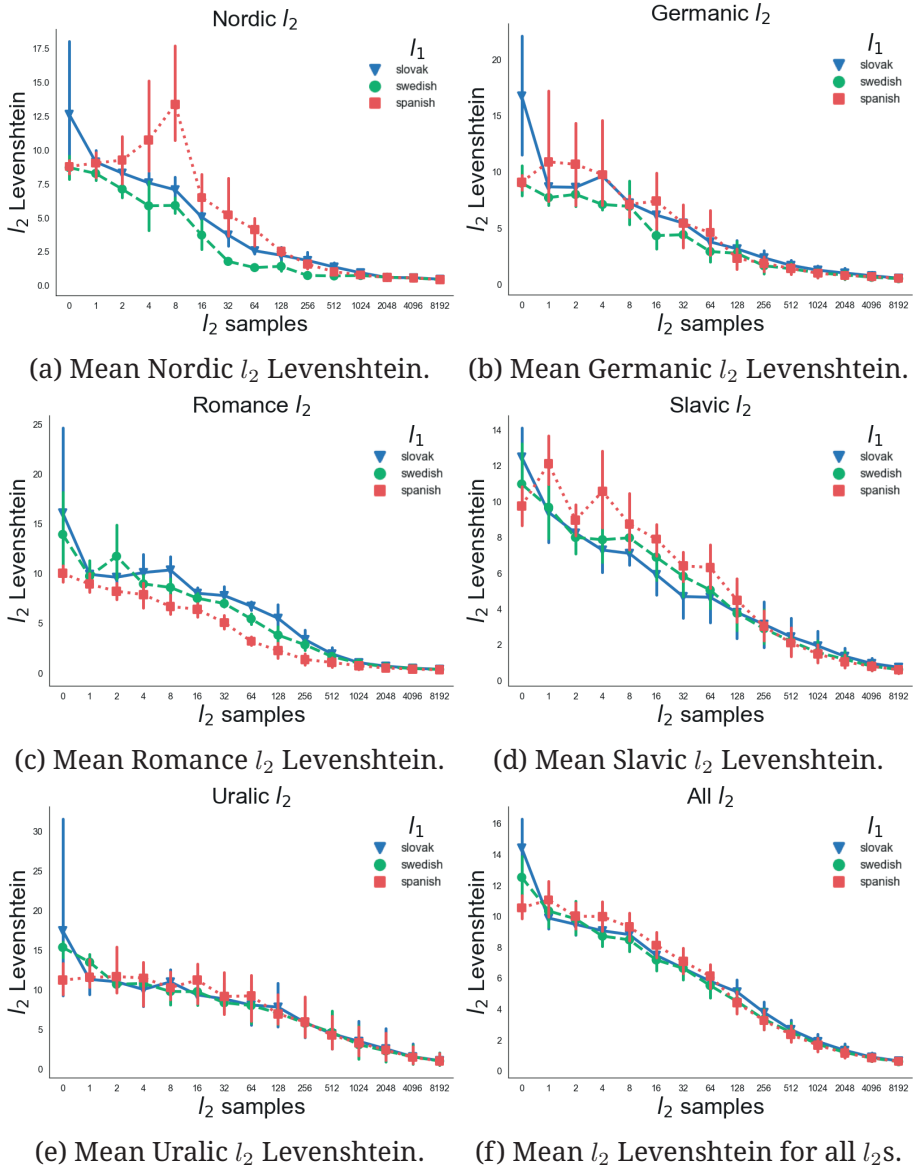 Nordic l₂
l₂ Levenshtein
17.5
15.0
12.5
10.0
7.5
5.0
2.5
0.0
l₁
slovak
swedish
spanish
0 1 2 4 8 16 32 64 128 256 512 1024 2048 4096 8192
l₂ samples
(a) Mean Nordic l₂ Levenshtein.
Germanic l₂
l₂ Levenshtein
20
15
10
5
0
l₁
slovak
swedish
spanish
0 1 2 4 8 16 32 64 128 256 512 1024 2048 4096 8192
l₂ samples
(b) Mean Germanic l₂ Levenshtein.
Romance l₂
l₂ Levenshtein
25
20
15
10
5
0
l₁
slovak
swedish
spanish
0 1 2 4 8 16 32 64 128 256 512 1024 2048 4096 8192
l₂ samples
(c) Mean Romance l₂ Levenshtein.
Slavic l₂
l₂ Levenshtein
14
12
10
8
6
4
2
0
l₁
slovak
swedish
spanish
0 1 2 4 8 16 32 64 128 256 512 1024 2048 4096 8192
l₂ samples
(d) Mean Slavic l₂ Levenshtein.
Uralic l₂
l₂ Levenshtein
30
25
20
15
10
5
0
l₁
slovak
swedish
spanish
0 1 2 4 8 16 32 64 128 256 512 1024 2048 4096 8192
l₂ samples
(e) Mean Uralic l₂ Levenshtein.
All l₂
l₂ Levenshtein
16
14
12
10
8
6
4
2
0
l₁
slovak
swedish
spanish
0 1 2 4 8 16 32 64 128 256 512 1024 2048 4096 8192
l₂ samples
(f) Mean l₂ Levenshtein for all l₂s.